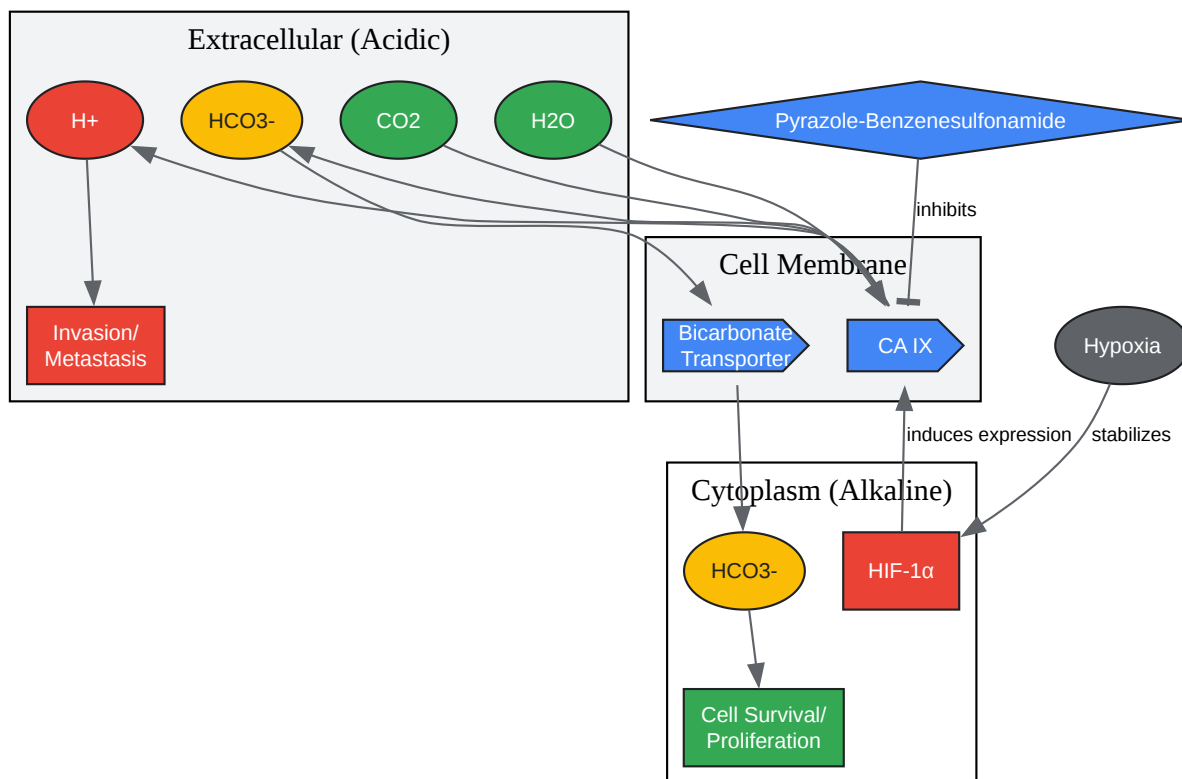 Extracellular (Acidic)
H+
HCO3-
CO2
H2O
Pyrazole-Benzenesulfonamide
inhibits
Cell Membrane
Invasion/
Metastasis
Bicarbonate
Transporter
CA IX
Hypoxia
induces expression
stabilizes
Cytoplasm (Alkaline)
HCO3-
HIF-1α
Cell Survival/
Proliferation